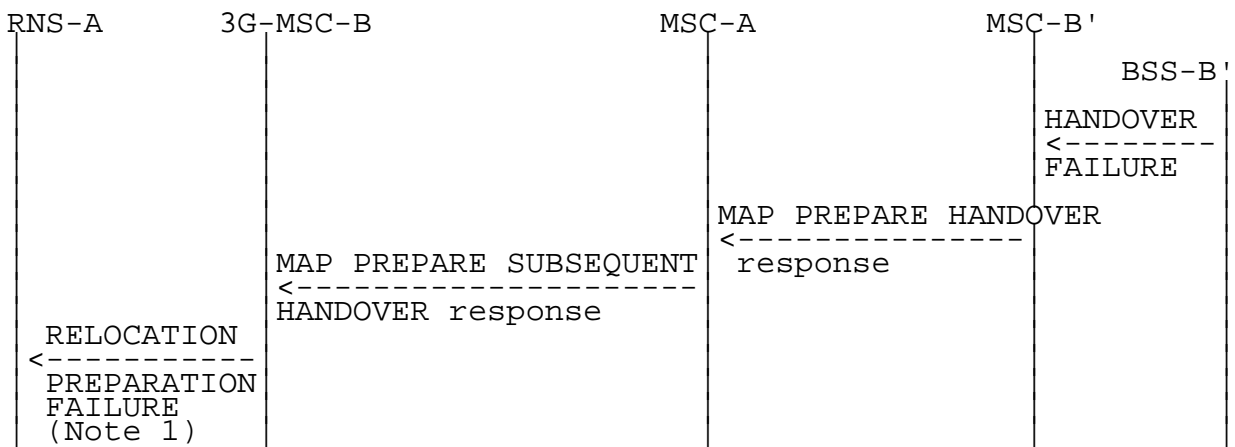 RNS-A 3G-MSC-B MSC-A MSC-B'
BSS-B'
HANDOVER
FAILURE
MAP PREPARE HANDOVER
response
MAP PREPARE SUBSEQUENT
HANDOVER response
RELOCATION
PREPARATION
FAILURE
(Note 1)